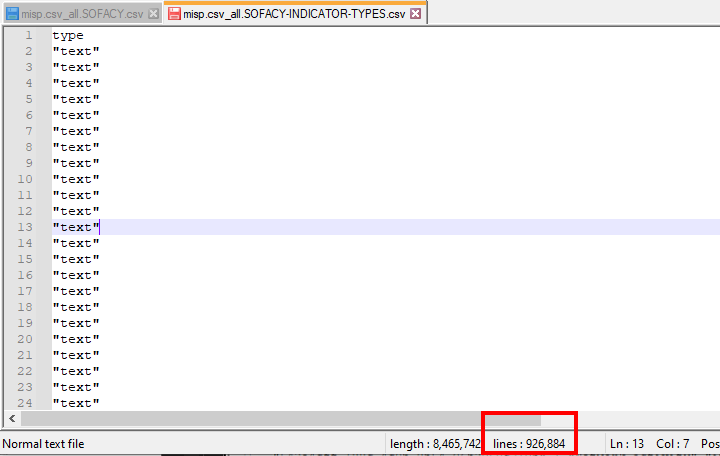 misp.csv_all.SOFACY.csv misp.csv_all.SOFACY-INDICATOR-TYPES.csv
1 type
2 "text"
3 "text"
4 "text"
5 "text"
6 "text"
7 "text"
8 "text"
9 "text"
10 "text"
11 "text"
12 "text"
13 "text"
14 "text"
15 "text"
16 "text"
17 "text"
18 "text"
19 "text"
20 "text"
21 "text"
22 "text"
23 "text"
24 "text"
Normal text file length : 8,465,742 lines : 926,884 Ln : 13 Col : 7 Pos